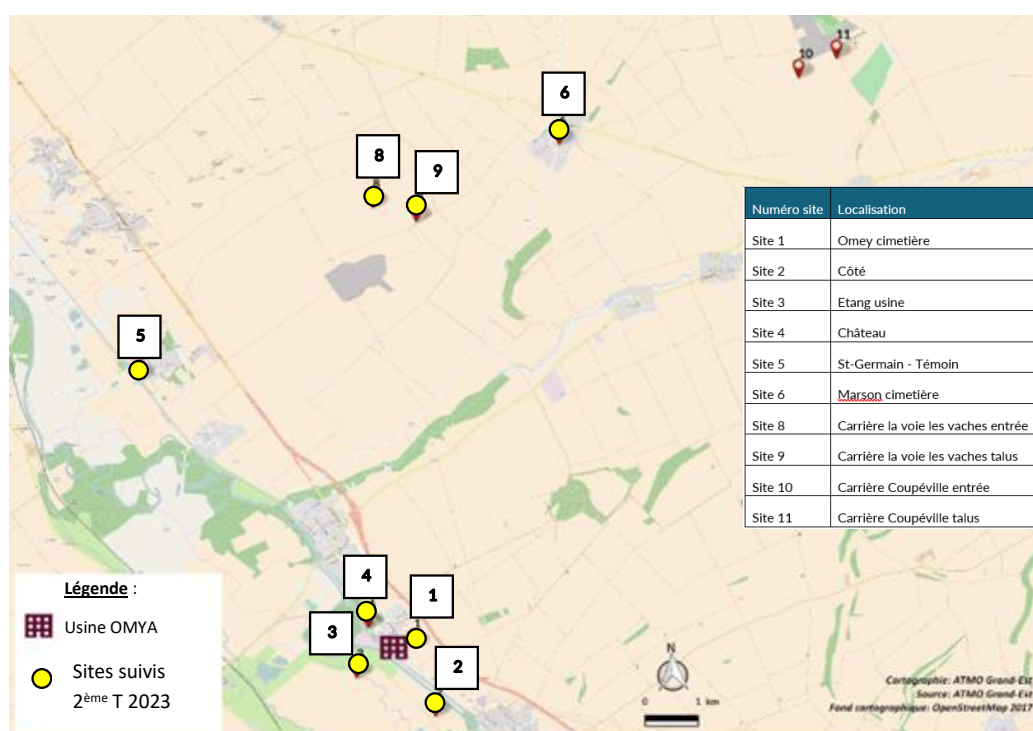 11
10
6
8
9
Numéro site Localisation
Site 1 Omey cimetière
Site 2 Côté
Site 3 Etang usine
Site 4 Château
Site 5 St-Germain - Témoin
Site 6 Marson cimetière
Site 8 Carrière la voie les vaches entrée
Site 9 Carrière la voie les vaches talus
Site 10 Carrière Coupéville entrée
Site 11 Carrière Coupéville talus
5
4
1
3
2
Légende :
Usine OMYA
Sites suivis
2ème T 2023
N
0 1 km
Cartographie: ATMO Grand-Est
Source: ATMO Grand-Est
Fond cartographique: OpenStreetMap 2017